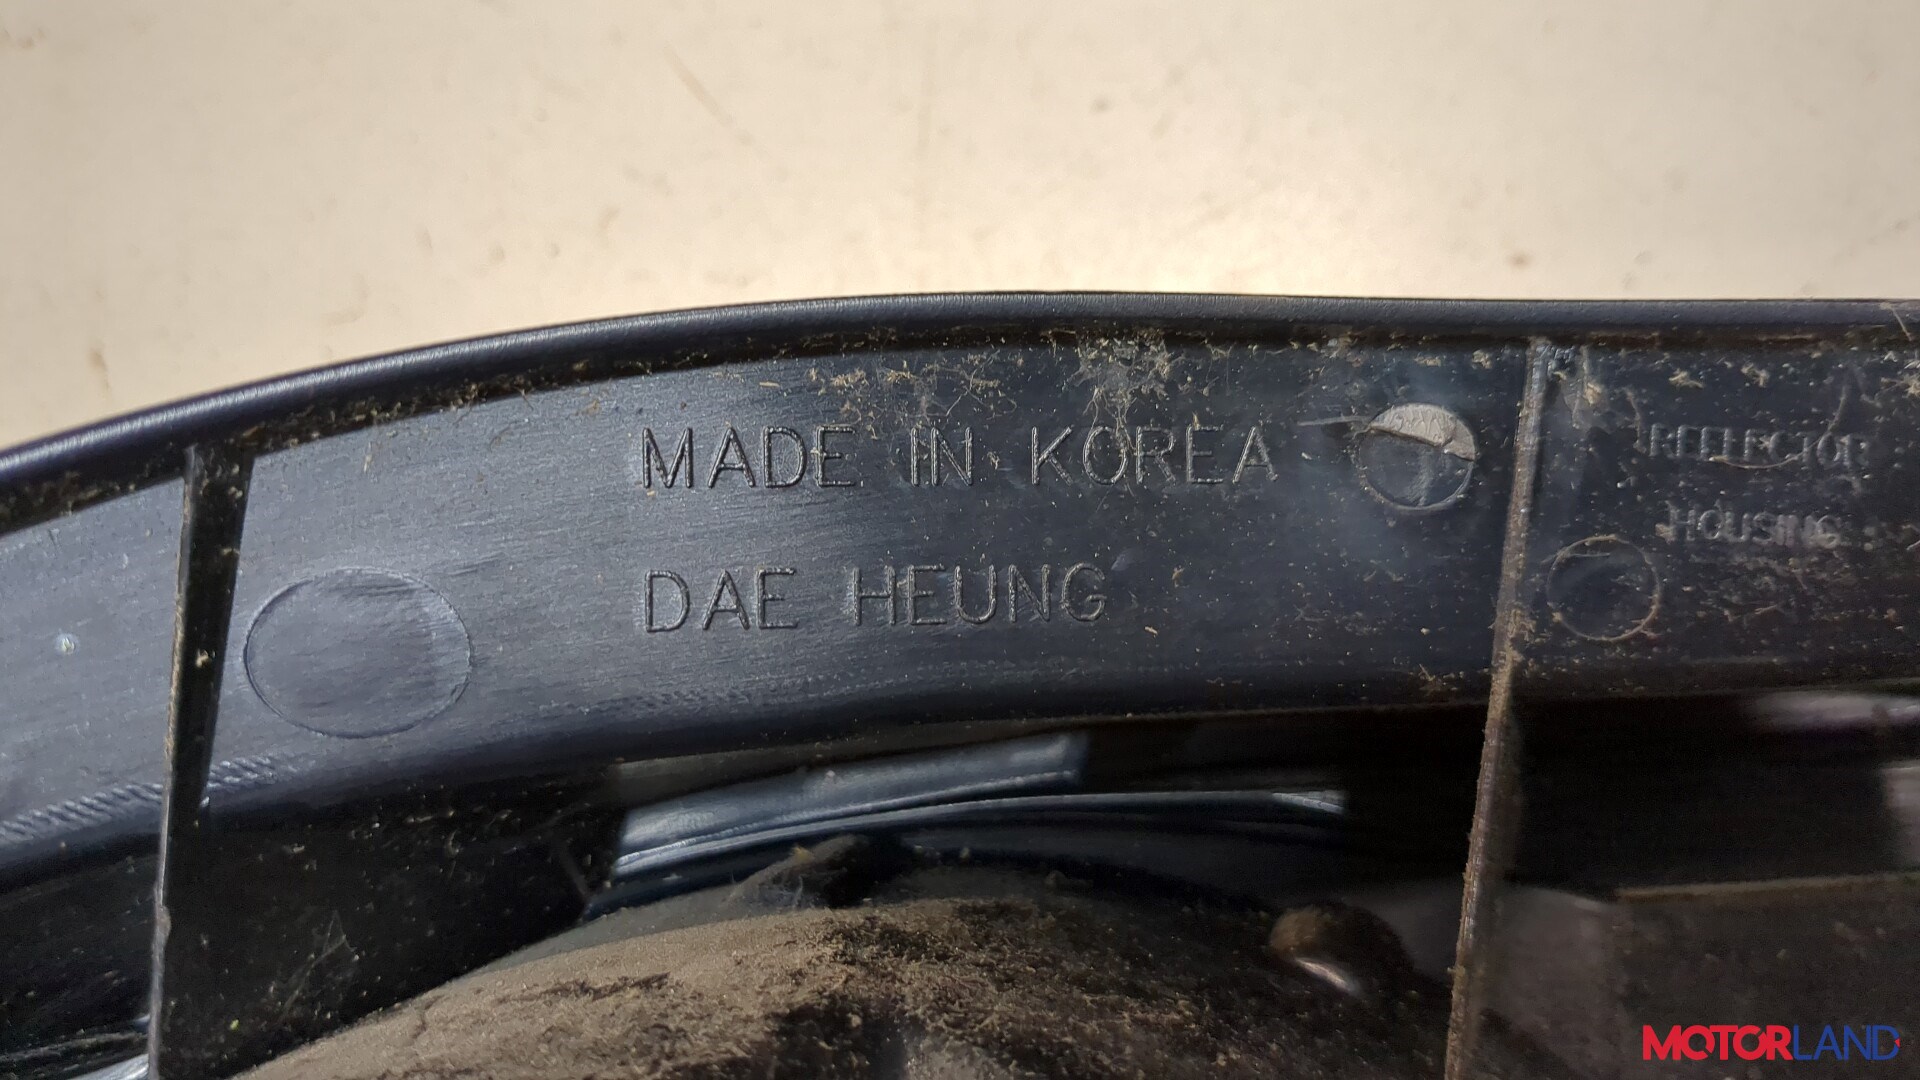 MADE IN KOREA
DAE HEUNG
REFLECTOR
HOUSING :
MOTORLAND